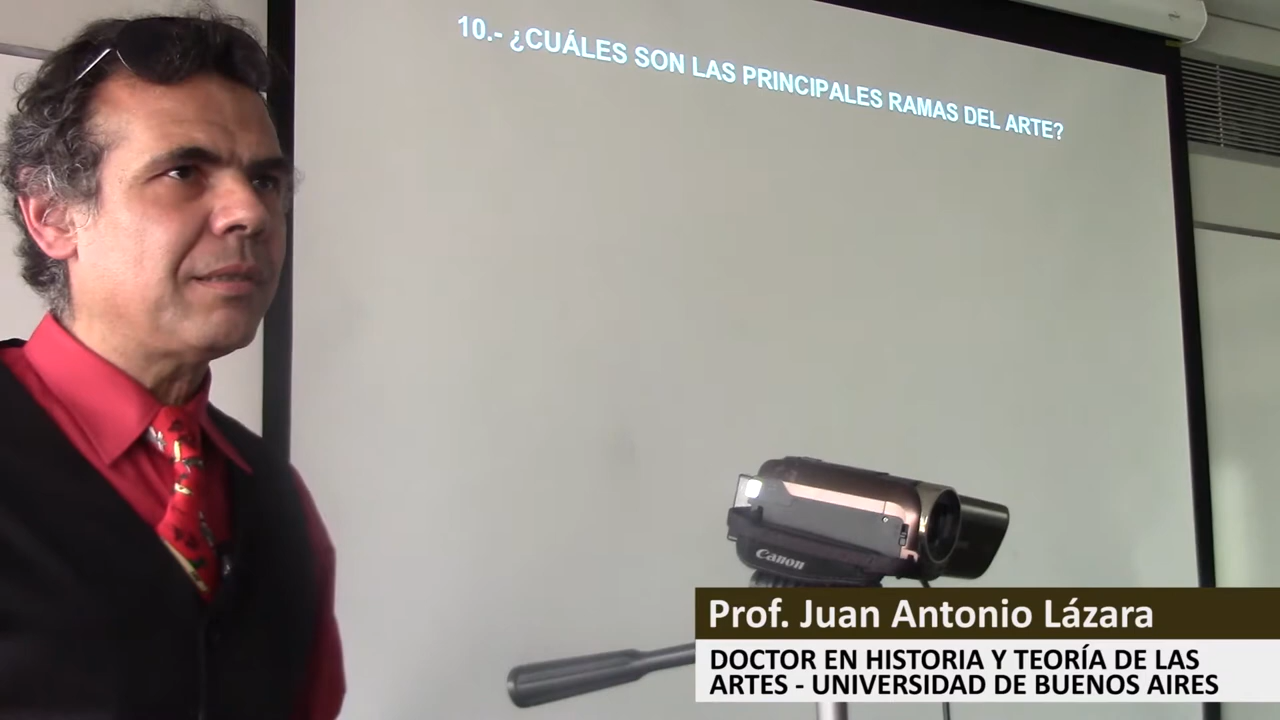 10.- ¿CUÁLES SON LAS PRINCIPALES RAMAS DEL ARTE?
Canon
Prof. Juan Antonio Lázara
DOCTOR EN HISTORIA Y TEORÍA DE LAS
ARTES - UNIVERSIDAD DE BUENOS AIRES